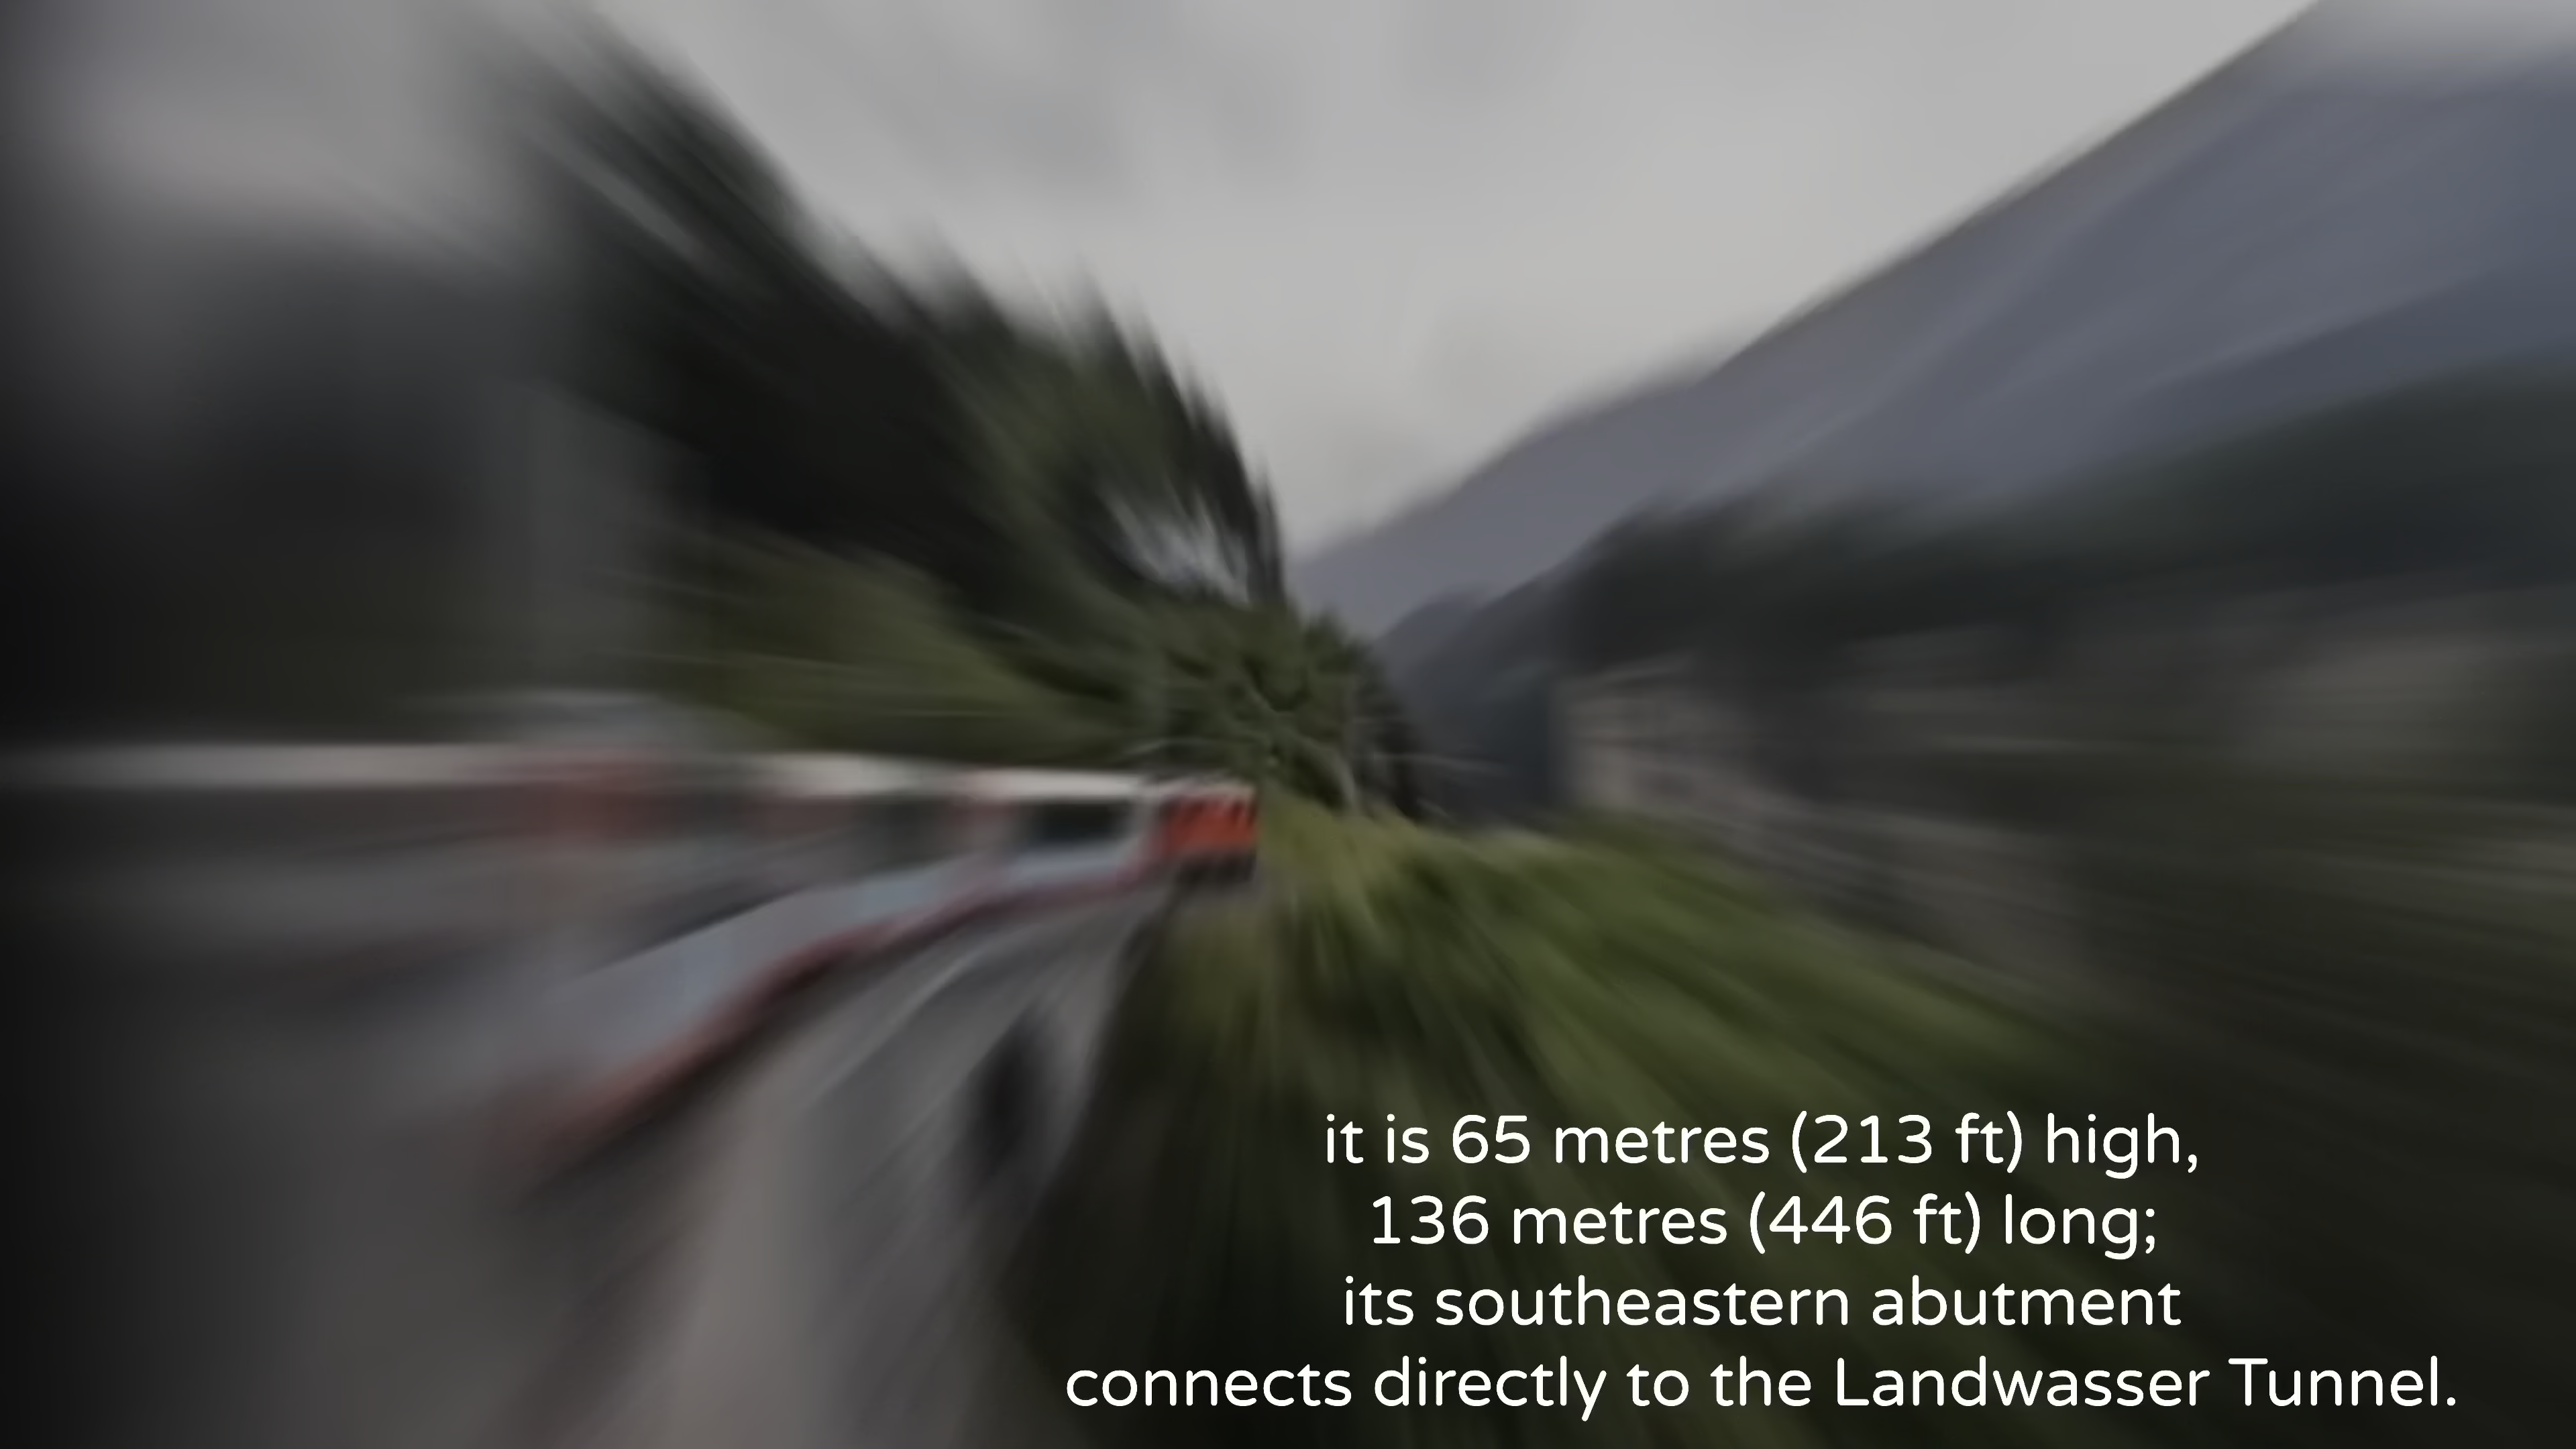 it is 65 metres (213 ft) high,
136 metres (446 ft) long;
its southeastern abutment
connects directly to the Landwasser Tunnel.